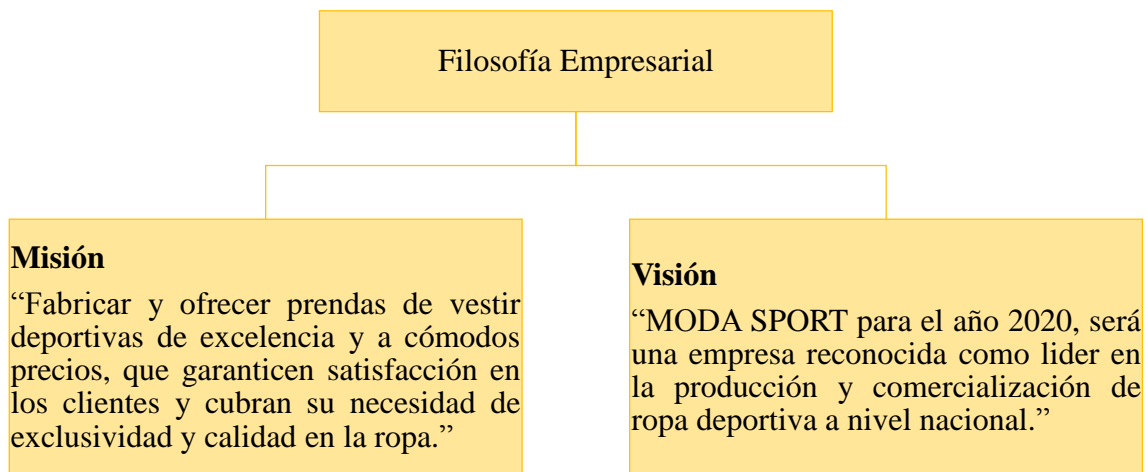 Filosofía Empresarial
Misión
“Fabricar y ofrecer prendas de vestir
deportivas de excelencia y a cómodos
precios, que garanticen satisfacción en
los clientes y cubran su necesidad de
exclusividad y calidad en la ropa.”
Visión
“MODA SPORT para el año 2020, será
una empresa reconocida como lider en
la producción y comercialización de
ropa deportiva a nivel nacional.”